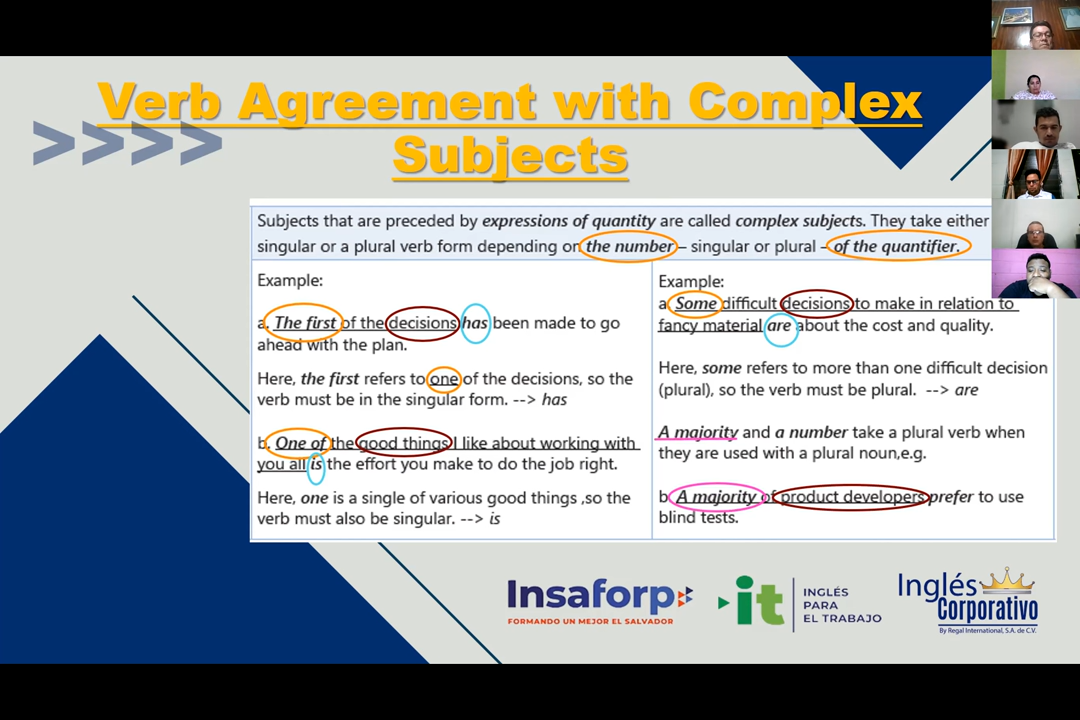 Verb Agreement with Complex
Subjects
>>>>
Subjects that are preceded by expressions of quantity are called complex subjects. They take either
singular or a plural verb form depending on the number – singular or plural – of the quantifier.
Example:
a. The first of the decisions has been made to go
ahead with the plan.
Here, the first refers to one of the decisions, so the
verb must be in the singular form. --> has
b. One of the good things I like about working with
you all is the effort you make to do the job right.
Here, one is a single of various good things ,so the
verb must also be singular. --> is
Example:
a. Some difficult decisions to make in relation to
fancy material are about the cost and quality.
Here, some refers to more than one difficult decision
(plural), so the verb must be plural. --> are
A majority and a number take a plural verb when
they are used with a plural noun,e.g.
b. A majority of product developers prefer to use
blind tests.
Insaforp
FORMANDO UN MEJOR EL SALVADOR
it
INGLÉS
PARA
EL TRABAJO
Inglés
Corporativo
By Regal International, S.A. de C.V.